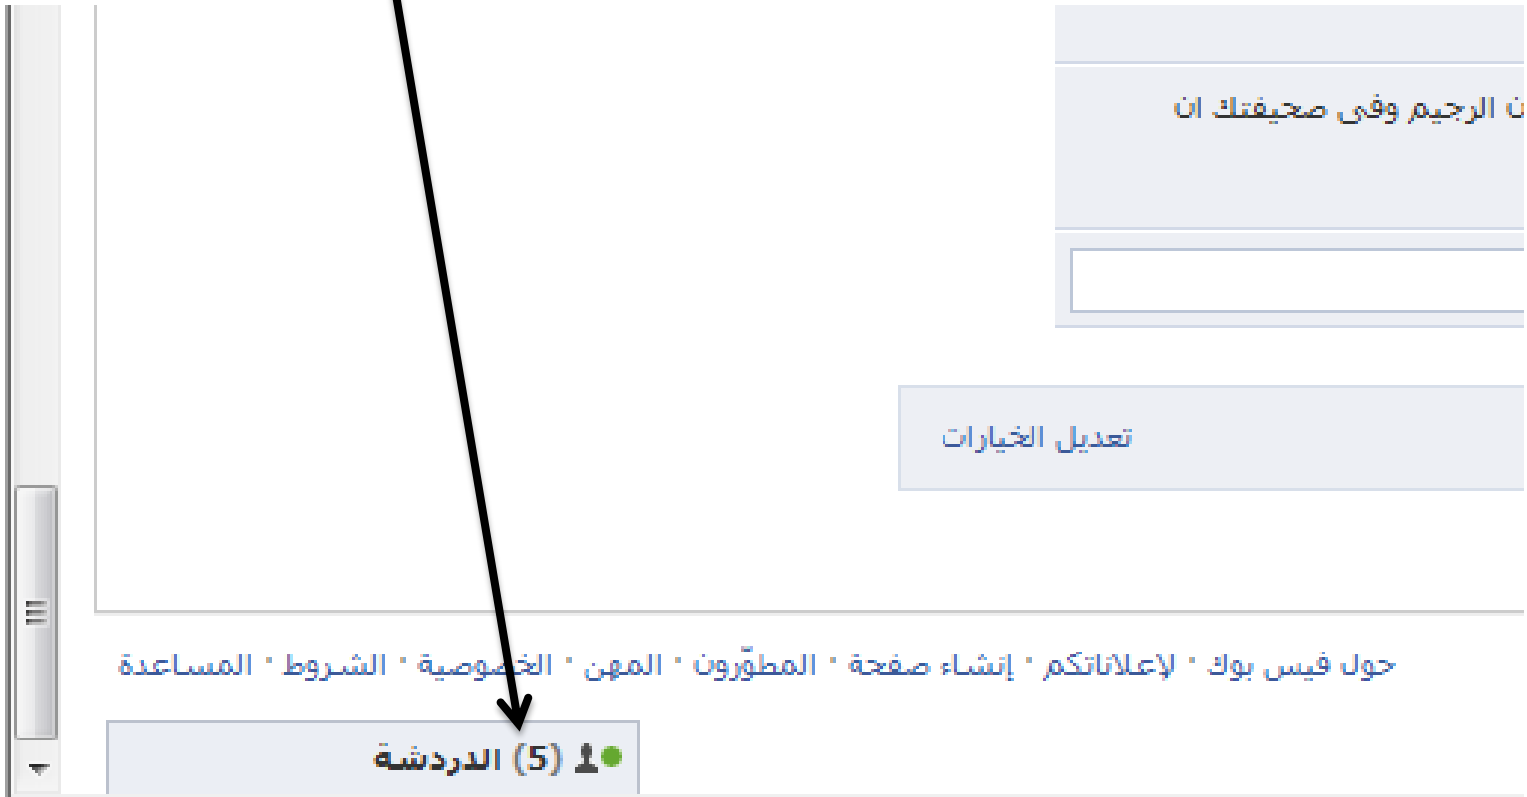 الرجيم وفى صحيفتك ان
تعديل الخيارات
حول فيس بوك · لإعلاناتكم · إنشاء صفحة · المطوّرون · المهن · الخصوصية · الشروط · المساعدة
(5) الدردشة